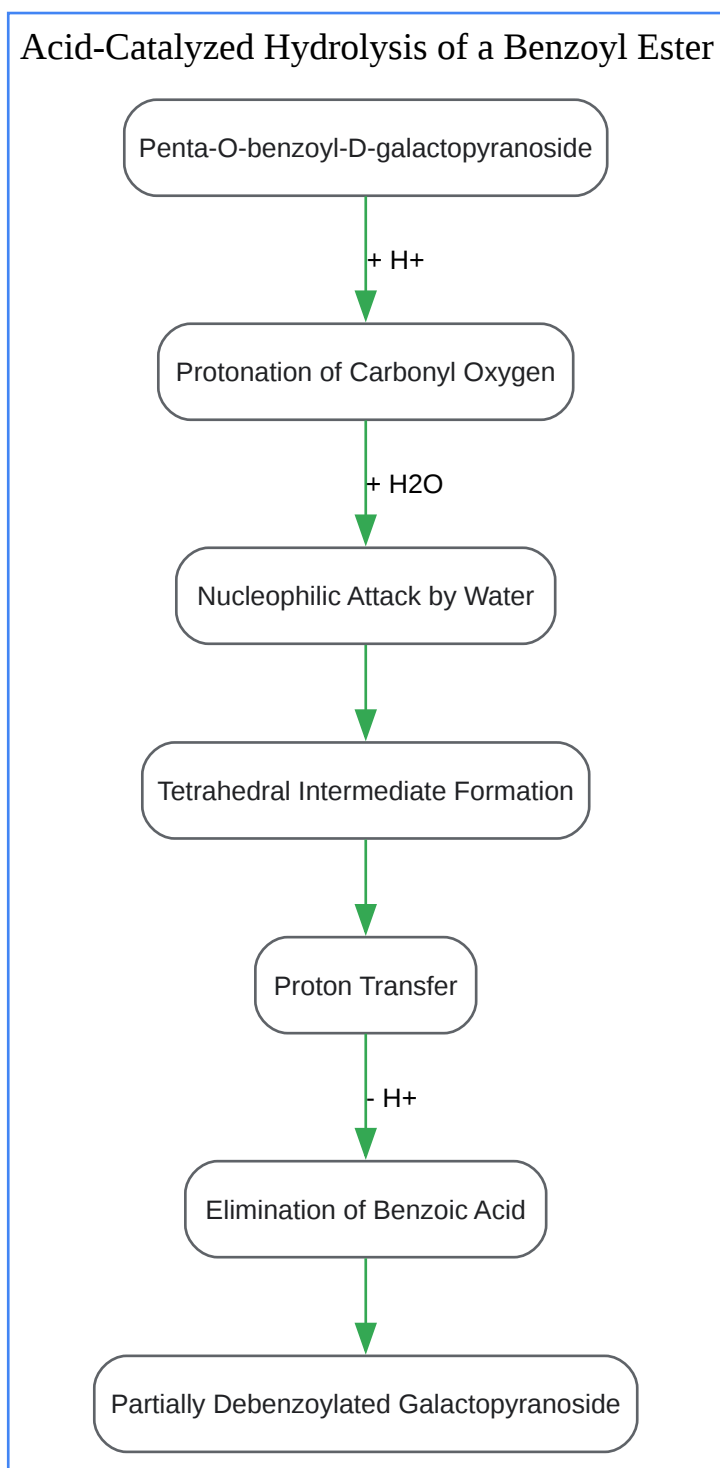 Acid-Catalyzed Hydrolysis of a Benzoyl Ester
Penta-O-benzoyl-D-galactopyranoside
+ H+
Protonation of Carbonyl Oxygen
+ H2O
Nucleophilic Attack by Water
Tetrahedral Intermediate Formation
Proton Transfer
- H+
Elimination of Benzoic Acid
Partially Debenzoylated Galactopyranoside